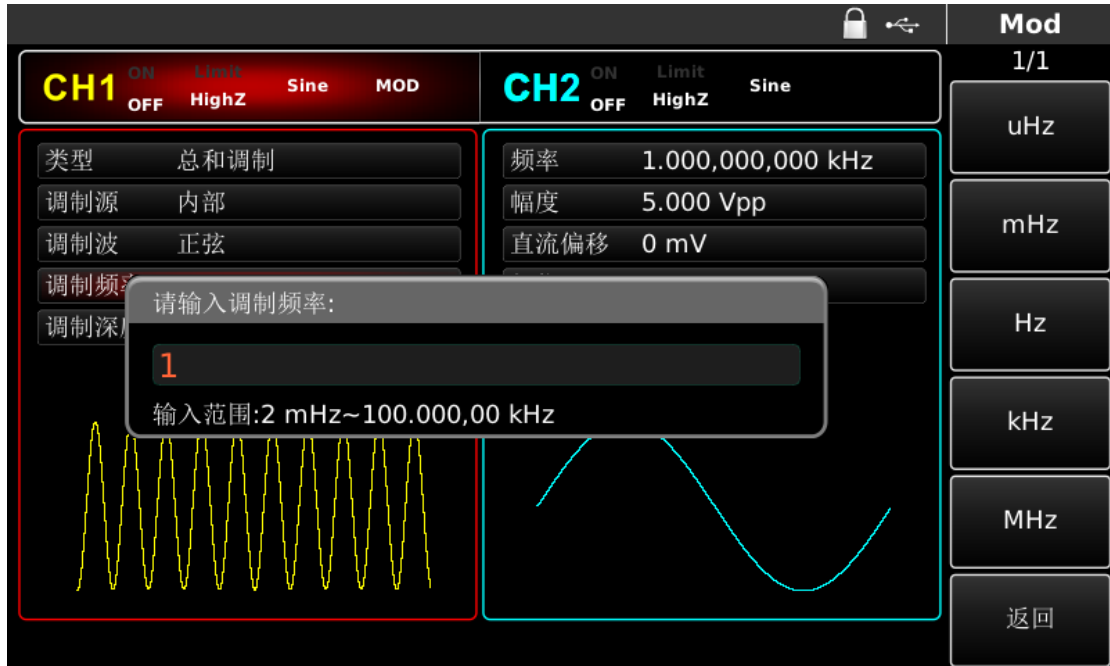 Mod
1/1
CH1 ON OFF Limit HighZ Sine MOD
CH2 ON OFF Limit HighZ Sine
类型 总和调制
调制源 内部
调制波 正弦
调制频
调制深
频率 1.000,000,000 kHz
幅度 5.000 Vpp
直流偏移 0 mV
请输入调制频率:
1
输入范围:2 mHz~100.000,00 kHz
uHz
mHz
Hz
kHz
MHz
返回